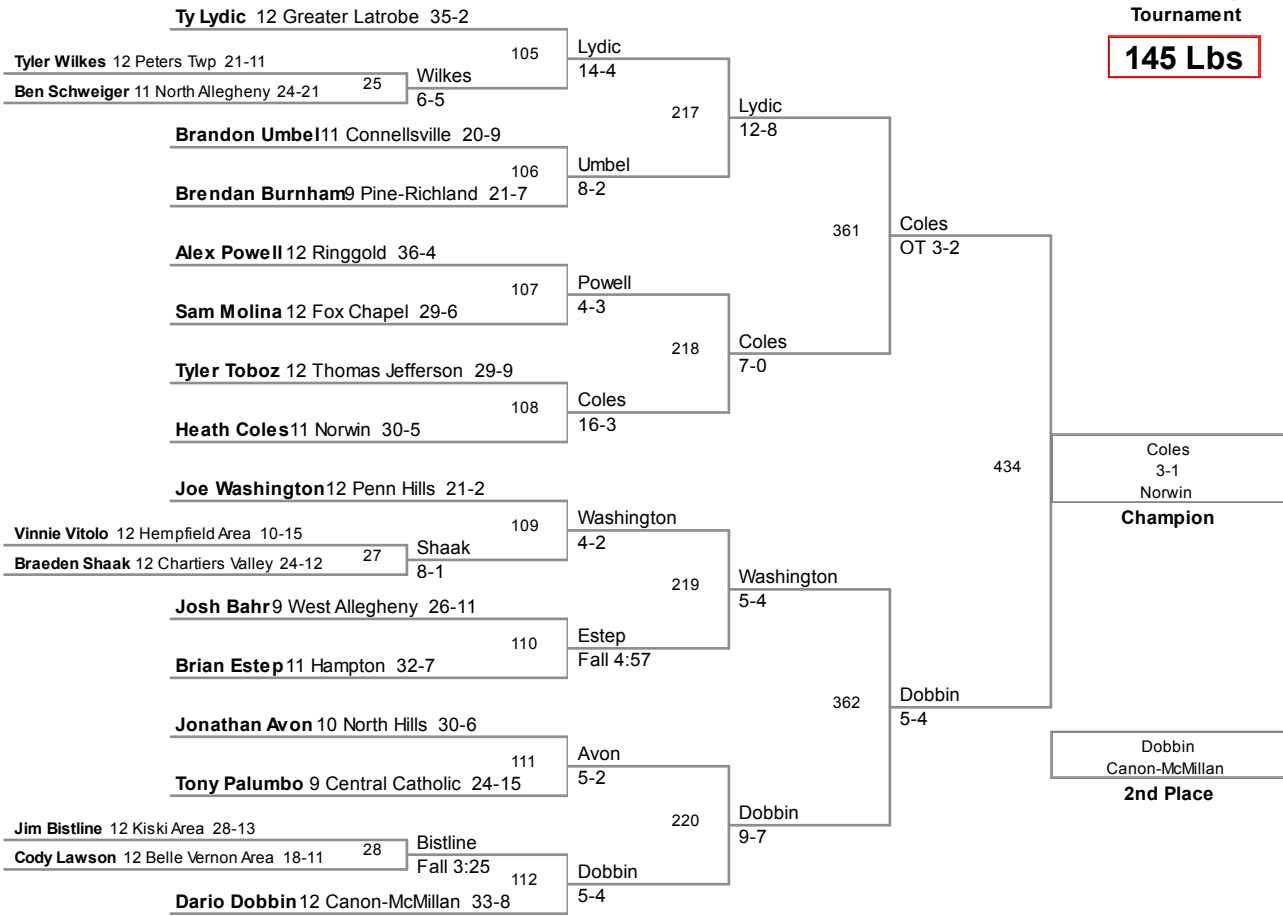 Ty Lydic 12 Greater Latrobe 35-2
Tournament
145 Lbs
105
Lydic
14-4
Tyler Wilkes 12 Peters Twp 21-11
25
Wilkes
6-5
Ben Schweiger 11 North Allegheny 24-21
217
Lydic
12-8
Brandon Umbel 11 Connellsville 20-9
106
Umbel
8-2
Brendan Burnham 9 Pine-Richland 21-7
361
Coles
OT 3-2
Alex Powell 12 Ringgold 36-4
107
Powell
4-3
Sam Molina 12 Fox Chapel 29-6
218
Coles
7-0
Tyler Toboz 12 Thomas Jefferson 29-9
108
Coles
16-3
Heath Coles 11 Norwin 30-5
434
Coles
3-1
Norwin
Champion
Joe Washington 12 Penn Hills 21-2
109
Washington
4-2
Vinnie Vitolo 12 Hempfield Area 10-15
27
Shaak
8-1
Braeden Shaak 12 Chartiers Valley 24-12
219
Washington
5-4
Josh Bahr 9 West Allegheny 26-11
110
Estep
Fall 4:57
Brian Estep 11 Hampton 32-7
362
Dobbin
5-4
Jonathan Avon 10 North Hills 30-6
111
Avon
5-2
Tony Palumbo 9 Central Catholic 24-15
Dobbin
Canon-McMillan
2nd Place
220
Dobbin
9-7
Jim Bistline 12 Kiski Area 28-13
28
Bistline
Fall 3:25
Cody Lawson 12 Belle Vernon Area 18-11
112
Dobbin
5-4
Dario Dobbin 12 Canon-McMillan 33-8